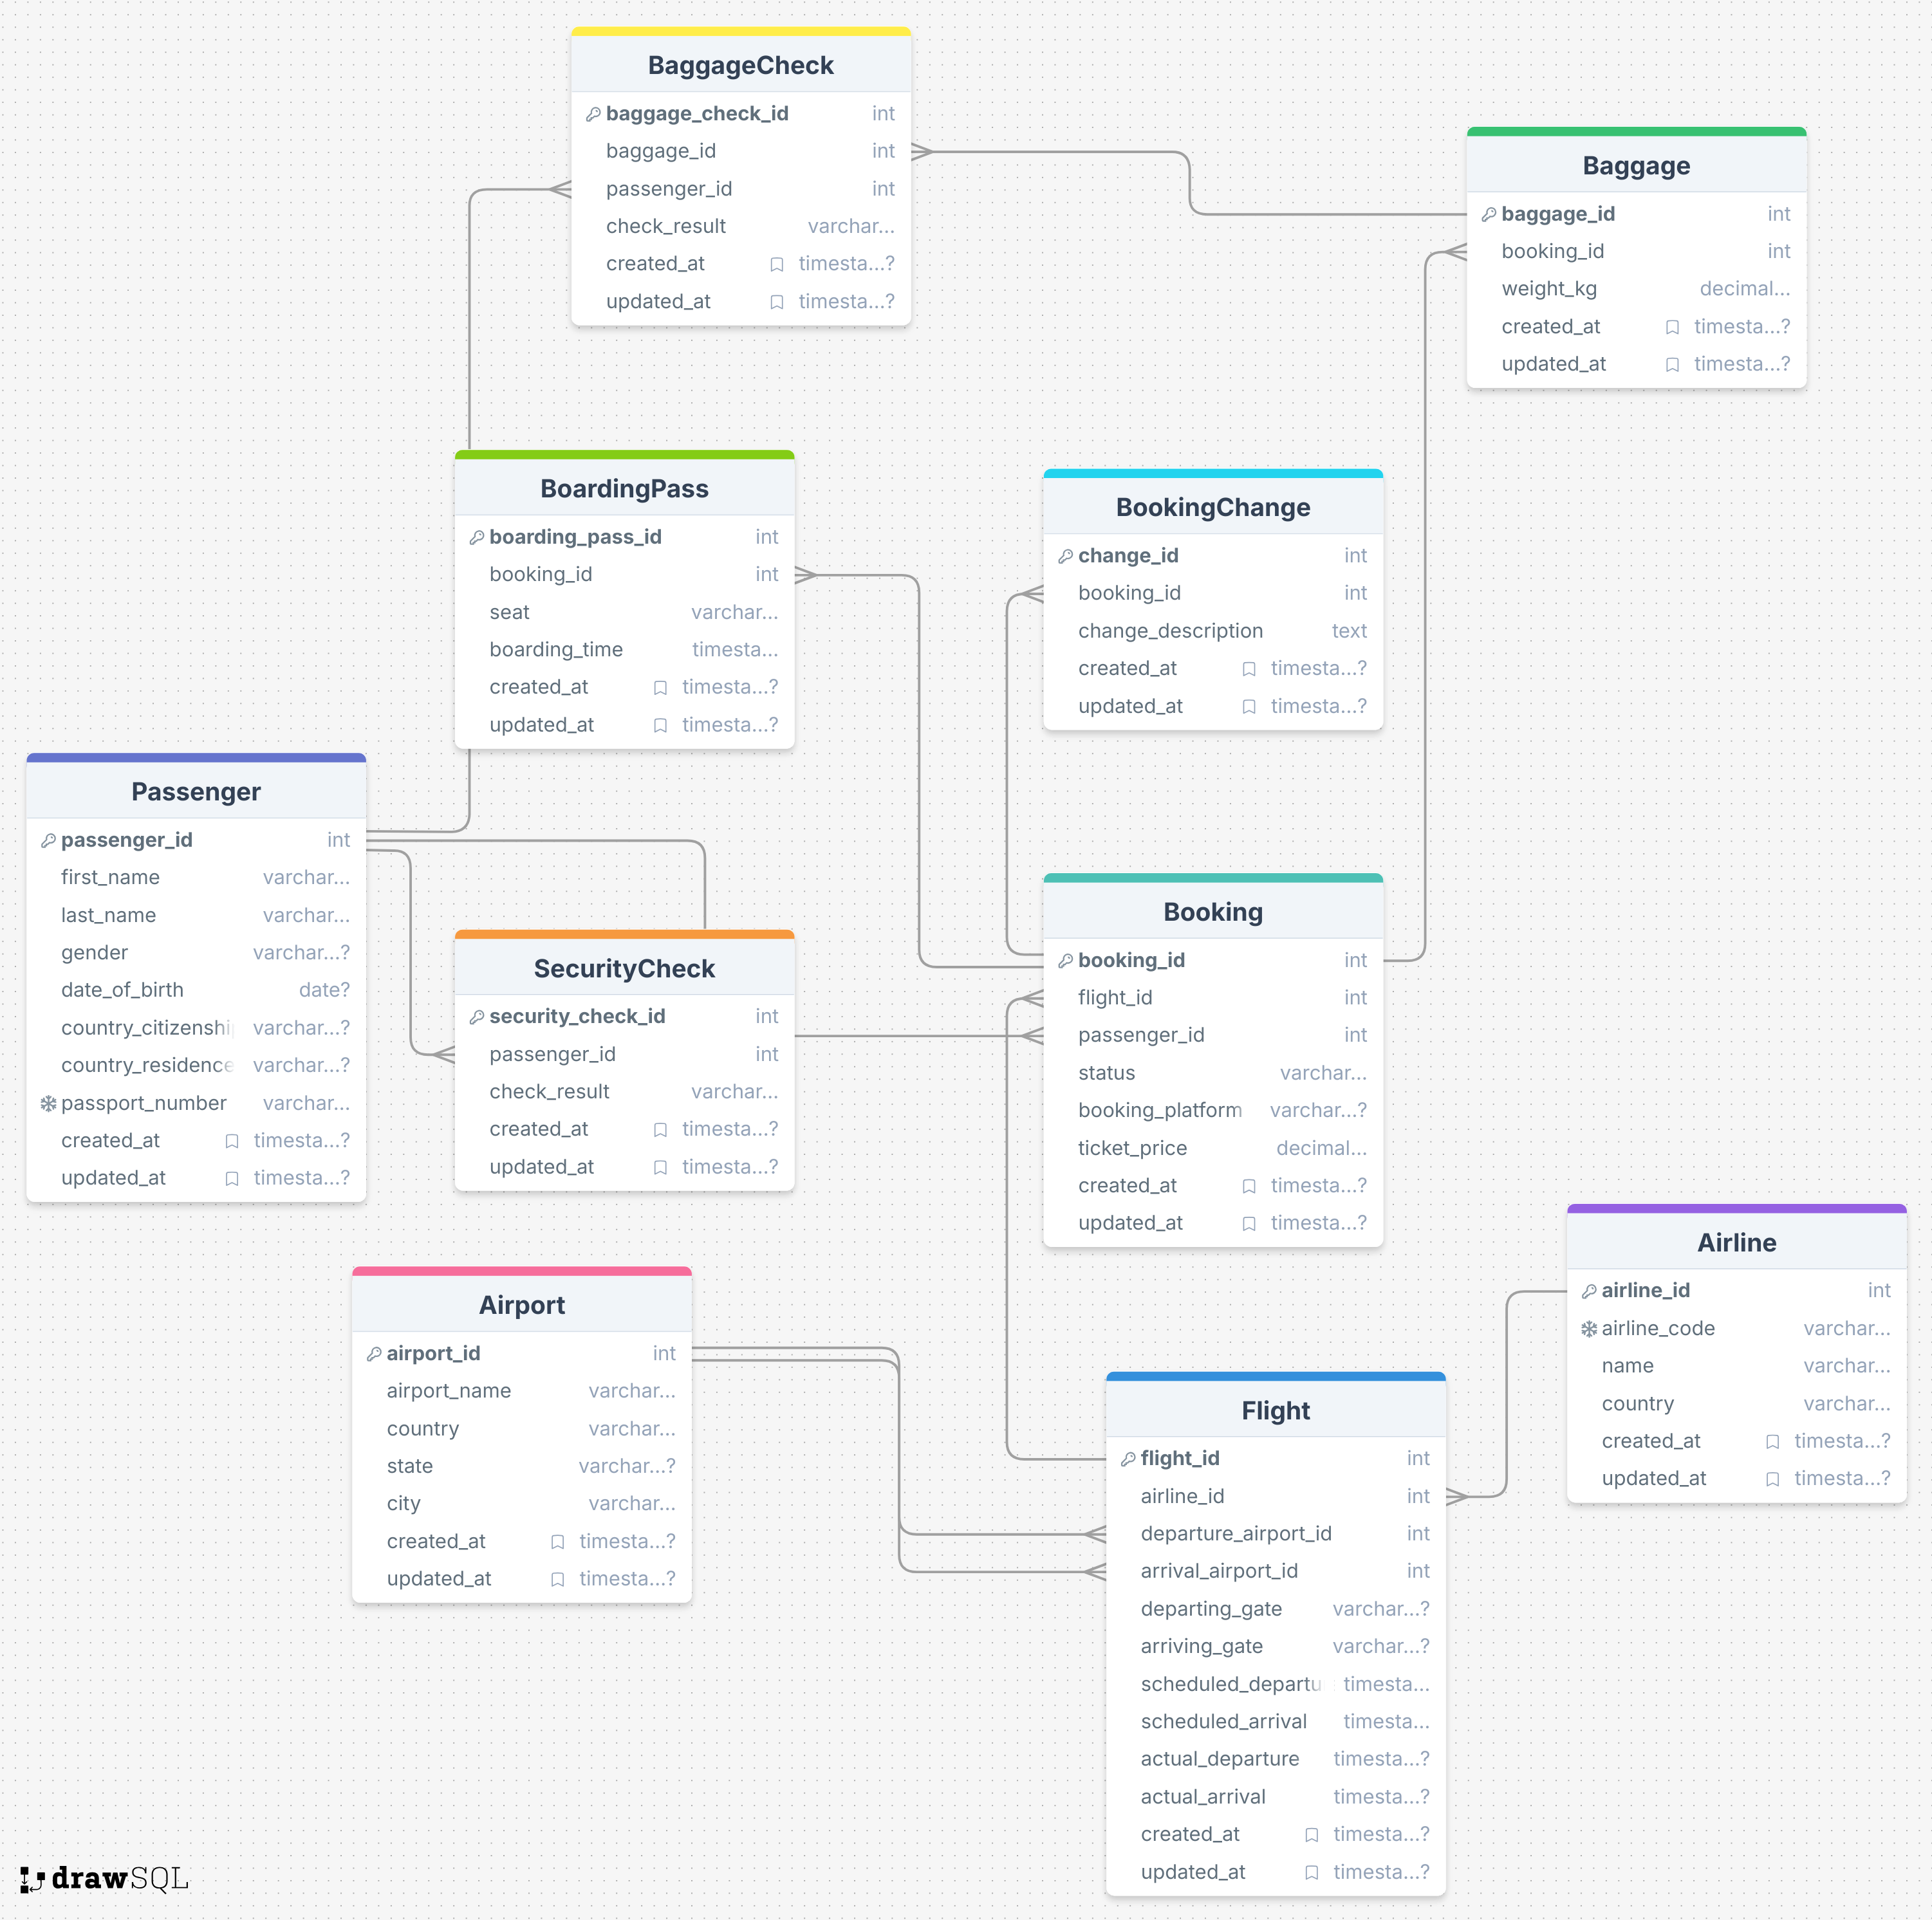 BaggageCheck
baggage_check_id int
baggage_id int
passenger_id int
check_result varchar...
created_at timesta...?
updated_at timesta...?
Baggage
baggage_id int
booking_id int
weight_kg decimal...
created_at timesta...?
updated_at timesta...?
BoardingPass
boarding_pass_id int
booking_id int
seat varchar...
boarding_time timesta...
created_at timesta...?
updated_at timesta...?
BookingChange
change_id int
booking_id int
change_description text
created_at timesta...?
updated_at timesta...?
Passenger
passenger_id int
first_name varchar...
last_name varchar...
gender varchar...?
date_of_birth date?
country_citizenshi varchar...?
country_residence varchar...?
passport_number varchar...
created_at timesta...?
updated_at timesta...?
SecurityCheck
security_check_id int
passenger_id int
check_result varchar...
created_at timesta...?
updated_at timesta...?
Booking
booking_id int
flight_id int
passenger_id int
status varchar...
booking_platform varchar...?
ticket_price decimal...
created_at timesta...?
updated_at timesta...?
Airline
airline_id int
airline_code varchar...
name varchar...
country varchar...
created_at timesta...?
updated_at timesta...?
Airport
airport_id int
airport_name varchar...
country varchar...
state varchar...?
city varchar...
created_at timesta...?
updated_at timesta...?
Flight
flight_id int
airline_id int
departure_airport_id int
arrival_airport_id int
departing_gate varchar...?
arriving_gate varchar...?
scheduled_departu timesta...
scheduled_arrival timesta...
actual_departure timesta...?
actual_arrival timesta...?
created_at timesta...?
updated_at timesta...?
drawSQL